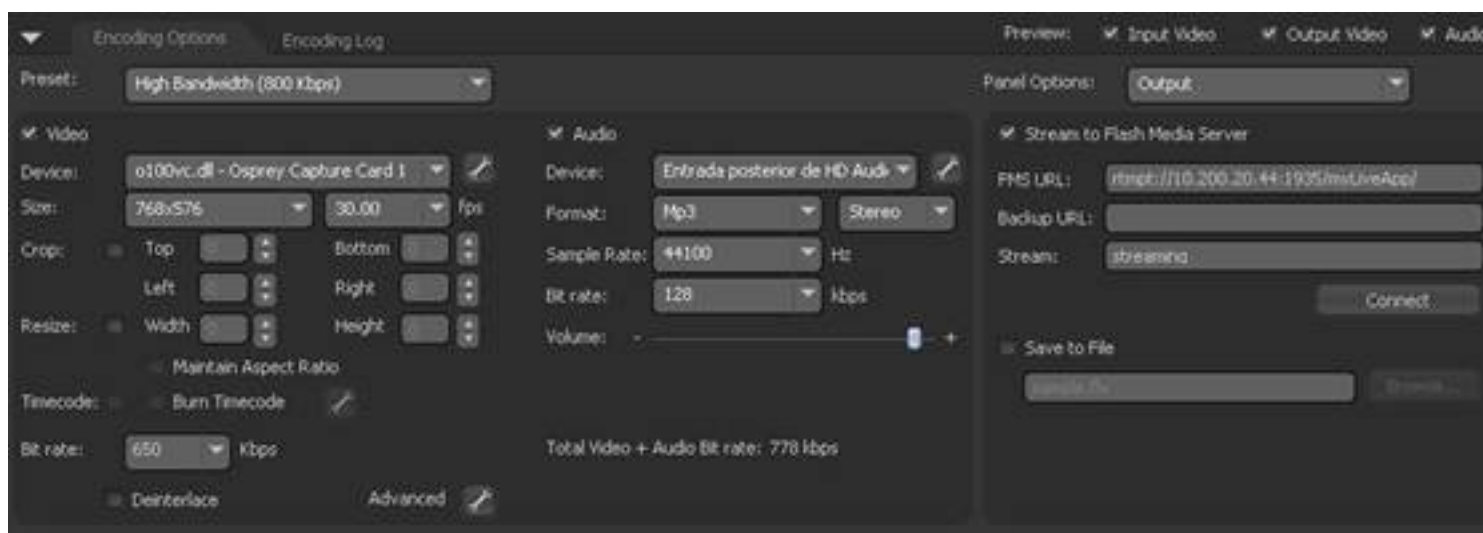 Encoding Options Encoding Log Preview: Input Video Output Video Audio
Preset: High Bandwidth (800 Kbps) Panel Options: Output
Video Audio Stream to Flash Media Server
Device: o100vc.dll - Osprey Capture Card 1 Device: Entrada posterior de HD Audi FMS URL: rtmpt://10.200.20.44:1935/myLiveApp/
Size: 768x576 30.00 fps Format: Mp3 Stereo Backup URL:
Crop: Top Bottom Sample Rate: 44100 Hz Stream: streaming
Left Right Bit rate: 128 kbps Connect
Resize: Width Height Volume: - + Save to File
Maintain Aspect Ratio sample.flv Browse...
Timecode: Burn Timecode
Bit rate: 650 Kbps Total Video + Audio Bit rate: 778 kbps
Deinterlace Advanced